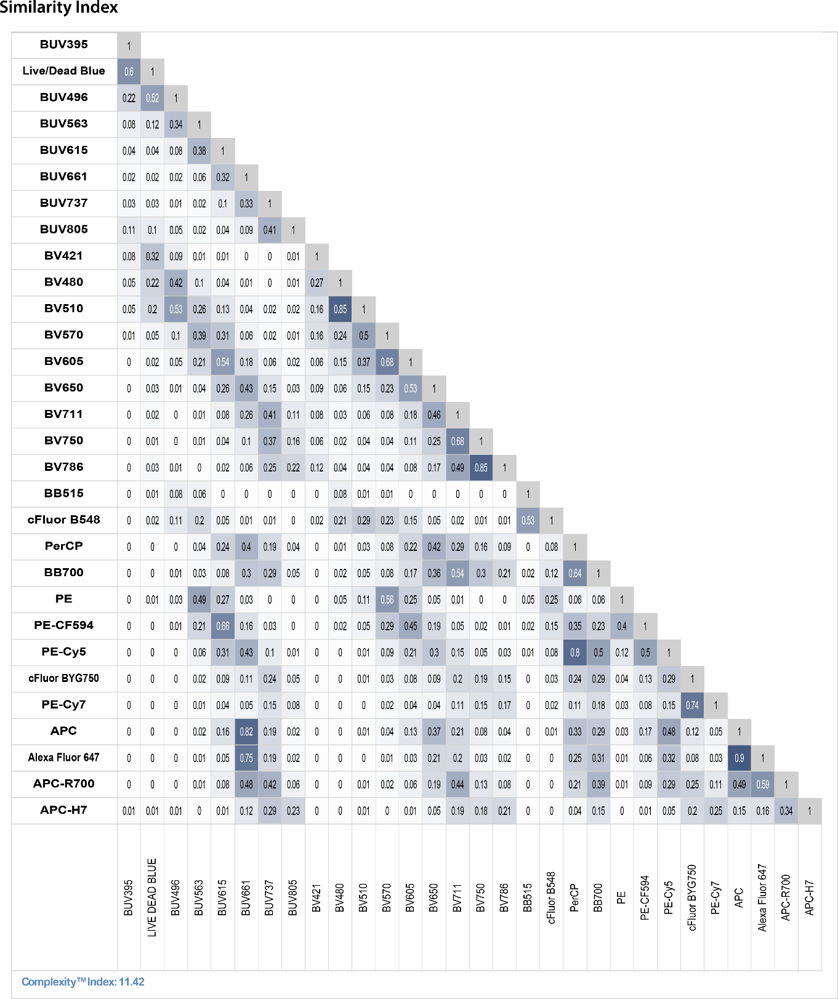 Similarity Index
BUV395 1
Live/Dead Blue 0.6 1
BUV496 0.22 0.52 1
BUV563 0.08 0.12 0.34 1
BUV615 0.04 0.04 0.08 0.38 1
BUV661 0.02 0.02 0.02 0.06 0.32 1
BUV737 0.03 0.03 0.01 0.02 0.1 0.33 1
BUV805 0.11 0.1 0.05 0.02 0.04 0.09 0.41 1
BV421 0.08 0.32 0.09 0.01 0.01 0 0 0.01 1
BV480 0.05 0.22 0.42 0.1 0.04 0.01 0 0.01 0.27 1
BV510 0.05 0.2 0.53 0.26 0.13 0.04 0.02 0.02 0.16 0.85 1
BV570 0.01 0.05 0.1 0.39 0.31 0.06 0.02 0.01 0.16 0.24 0.5 1
BV605 0 0.02 0.05 0.21 0.54 0.18 0.06 0.02 0.06 0.15 0.37 0.68 1
BV650 0 0.03 0.01 0.04 0.26 0.43 0.15 0.03 0.09 0.06 0.15 0.23 0.53 1
BV711 0 0.02 0 0.01 0.08 0.26 0.41 0.11 0.08 0.03 0.06 0.08 0.18 0.46 1
BV750 0 0.01 0 0.01 0.04 0.1 0.37 0.16 0.06 0.02 0.04 0.04 0.11 0.25 0.68 1
BV786 0 0.03 0.01 0 0.02 0.06 0.25 0.22 0.12 0.04 0.04 0.04 0.08 0.17 0.49 0.85 1
BB515 0 0.01 0.08 0.06 0 0 0 0 0 0.08 0.01 0.01 0 0 0 0 0 1
cFluor B548 0 0.02 0.11 0.2 0.05 0.01 0.01 0 0.02 0.21 0.29 0.23 0.15 0.05 0.02 0.01 0.01 0.53 1
PerCP 0 0 0 0.04 0.24 0.4 0.19 0.04 0 0.01 0.03 0.08 0.22 0.42 0.29 0.16 0.09 0 0.08 1
BB700 0 0 0.01 0.03 0.08 0.3 0.29 0.05 0 0.02 0.05 0.08 0.17 0.36 0.54 0.3 0.21 0.02 0.12 0.64 1
PE 0 0.01 0.03 0.49 0.27 0.03 0 0 0 0.05 0.11 0.56 0.25 0.05 0.01 0 0 0.05 0.25 0.06 0.06 1
PE-CF594 0 0 0.01 0.21 0.66 0.16 0.03 0 0 0.02 0.05 0.29 0.45 0.19 0.05 0.02 0.01 0.02 0.15 0.35 0.23 0.4 1
PE-Cy5 0 0 0 0.06 0.31 0.43 0.1 0.01 0 0 0.01 0.09 0.21 0.3 0.15 0.05 0.03 0.01 0.08 0.8 0.5 0.12 0.5 1
cFluor BYG750 0 0 0 0.02 0.09 0.11 0.24 0.05 0 0 0.01 0.03 0.08 0.09 0.2 0.19 0.15 0 0.03 0.24 0.29 0.04 0.13 0.29 1
PE-Cy7 0 0 0 0.01 0.04 0.05 0.15 0.08 0 0 0 0.02 0.04 0.04 0.11 0.15 0.17 0 0.02 0.11 0.18 0.03 0.08 0.15 0.74 1
APC 0 0 0 0.02 0.16 0.82 0.19 0.02 0 0 0.01 0.04 0.13 0.37 0.21 0.08 0.04 0 0.01 0.33 0.29 0.03 0.17 0.48 0.12 0.05 1
Alexa Fluor 647 0 0 0 0.01 0.05 0.75 0.19 0.02 0 0 0 0.01 0.03 0.21 0.2 0.03 0.02 0 0 0.25 0.31 0.01 0.06 0.32 0.08 0.03 0.9 1
APC-R700 0 0 0 0.01 0.08 0.48 0.42 0.06 0 0 0.01 0.02 0.06 0.19 0.44 0.13 0.08 0 0 0.21 0.39 0.01 0.09 0.29 0.25 0.11 0.49 0.59 1
APC-H7 0.01 0.01 0.01 0 0.01 0.12 0.29 0.23 0 0 0.01 0 0.01 0.05 0.19 0.18 0.21 0 0 0.04 0.15 0 0.01 0.05 0.2 0.25 0.15 0.16 0.34 1
BUV395
LIVE DEAD BLUE
BUV496
BUV563
BUV615
BUV661
BUV737
BUV805
BV421
BV480
BV510
BV570
BV605
BV650
BV711
BV750
BV786
BB515
cFluor B548
PerCP
BB700
PE
PE-CF594
PE-Cy5
cFluor BYG750
PE-Cy7
APC
Alexa Fluor 647
APC-R700
APC-H7
Complexity™ Index: 11.42